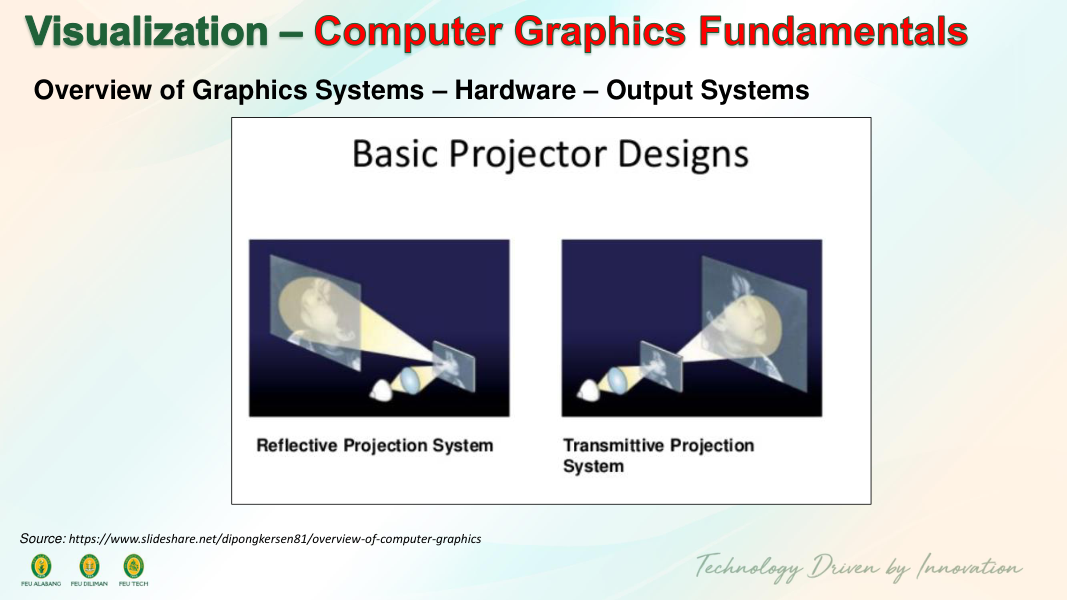 Visualization – Computer Graphics Fundamentals
Overview of Graphics Systems – Hardware – Output Systems
Basic Projector Designs
Reflective Projection System
Transmittive Projection
System
Source: https://www.slideshare.net/dipongkersen81/overview-of-computer-graphics
FEU ALABANG FEU DILIMAN FEU TECH
Technology Driven by Innovation